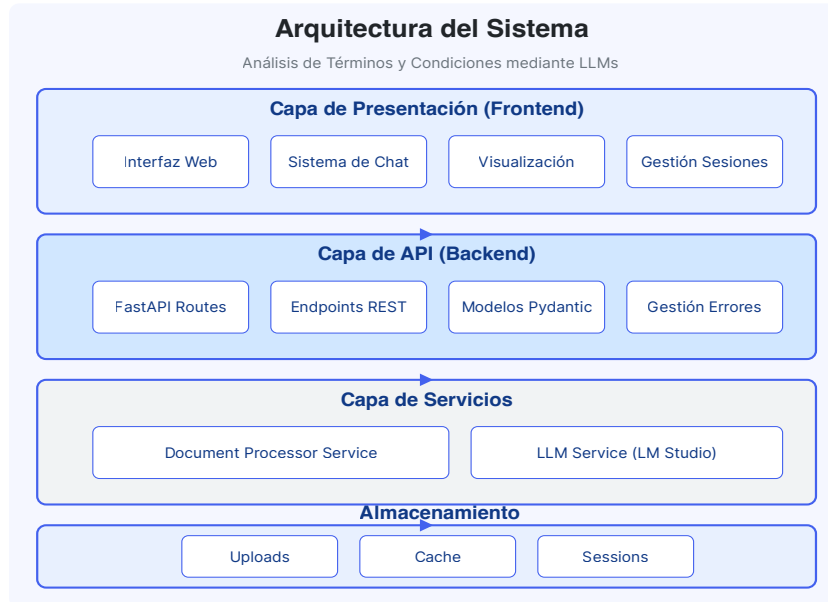 Arquitectura del Sistema
Análisis de Términos y Condiciones mediante LLMs
Capa de Presentación (Frontend)
Interfaz Web
Sistema de Chat
Visualización
Gestión Sesiones
Capa de API (Backend)
FastAPI Routes
Endpoints REST
Modelos Pydantic
Gestión Errores
Capa de Servicios
Document Processor Service
LLM Service (LM Studio)
Almacenamiento
Uploads
Cache
Sessions